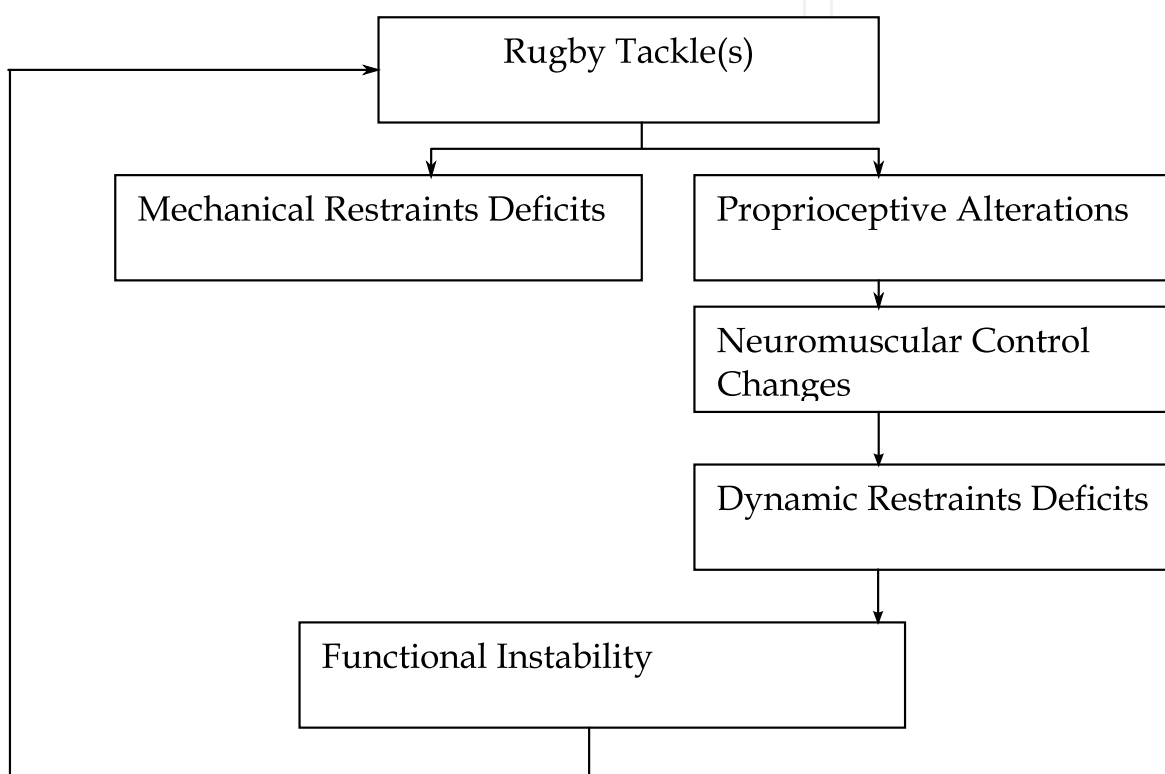 Rugby Tackle(s)
Mechanical Restraints Deficits
Proprioceptive Alterations
Neuromuscular Control
Changes
Dynamic Restraints Deficits
Functional Instability